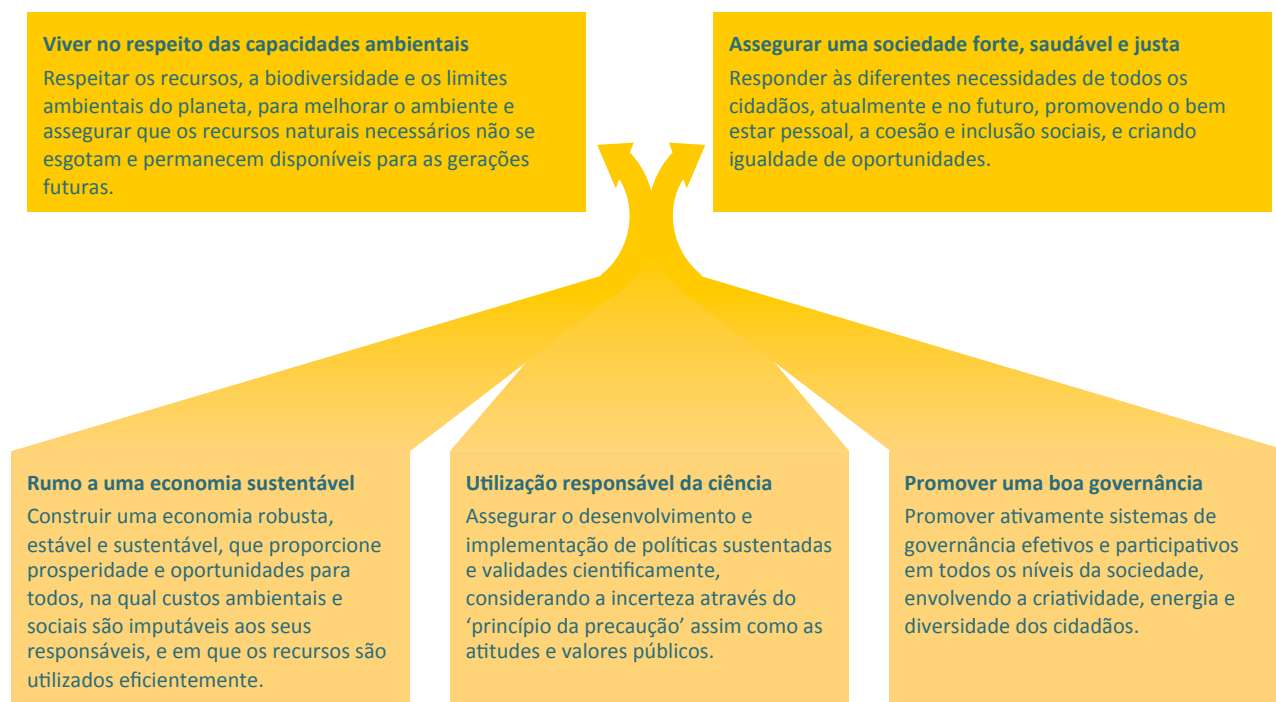 Viver no respeito das capacidades ambientais
Respeitar os recursos, a biodiversidade e os limites
ambientais do planeta, para melhorar o ambiente e
assegurar que os recursos naturais necessários não se
esgotam e permanecem disponíveis para as gerações
futuras.
Assegurar uma sociedade forte, saudável e justa
Responder às diferentes necessidades de todos os
cidadãos, atualmente e no futuro, promovendo o bem
estar pessoal, a coesão e inclusão sociais, e criando
igualdade de oportunidades.
Rumo a uma economia sustentável
Construir uma economia robusta,
estável e sustentável, que proporcione
prosperidade e oportunidades para
todos, na qual custos ambientais e
sociais são imputáveis aos seus
responsáveis, e em que os recursos são
utilizados eficientemente.
Utilização responsável da ciência
Assegurar o desenvolvimento e
implementação de políticas sustentadas
e validades cientificamente,
considerando a incerteza através do
‘princípio da precaução’ assim como as
atitudes e valores públicos.
Promover uma boa governância
Promover ativamente sistemas de
governância efetivos e participativos
em todos os níveis da sociedade,
envolvendo a criatividade, energia e
diversidade dos cidadãos.